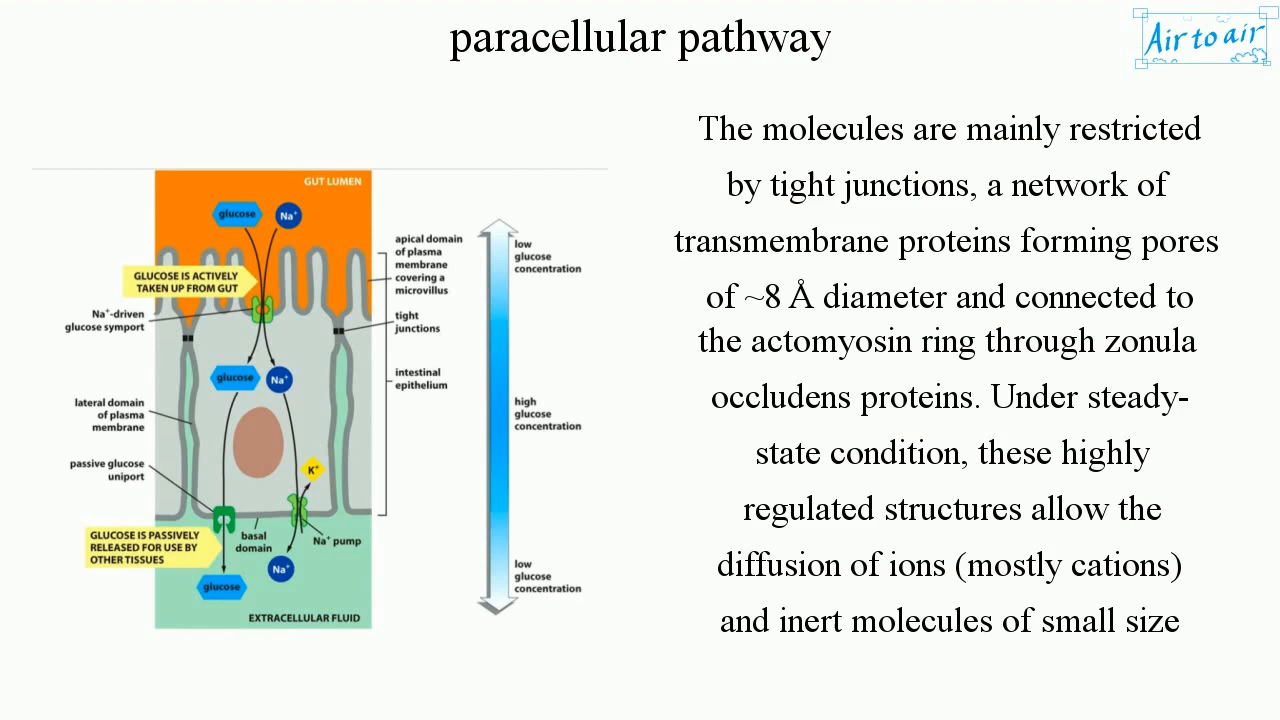 paracellular pathway
Air to air
GUT LUMEN
glucose
Na+
GLUCOSE IS ACTIVELY
TAKEN UP FROM GUT
Na+-driven
glucose symport
apical domain
of plasma
membrane
covering a
microvillus
tight
junctions
intestinal
epithelium
glucose
Na+
lateral domain
of plasma
membrane
passive glucose
uniport
K+
GLUCOSE IS PASSIVELY
RELEASED FOR USE BY
OTHER TISSUES
basal
domain
Na+ pump
Na+
glucose
EXTRACELLULAR FLUID
low
glucose
concentration
high
glucose
concentration
low
glucose
concentration
The molecules are mainly restricted
by tight junctions, a network of
transmembrane proteins forming pores
of ~8 Å diameter and connected to
the actomyosin ring through zonula
occludens proteins. Under steady-
state condition, these highly
regulated structures allow the
diffusion of ions (mostly cations)
and inert molecules of small size